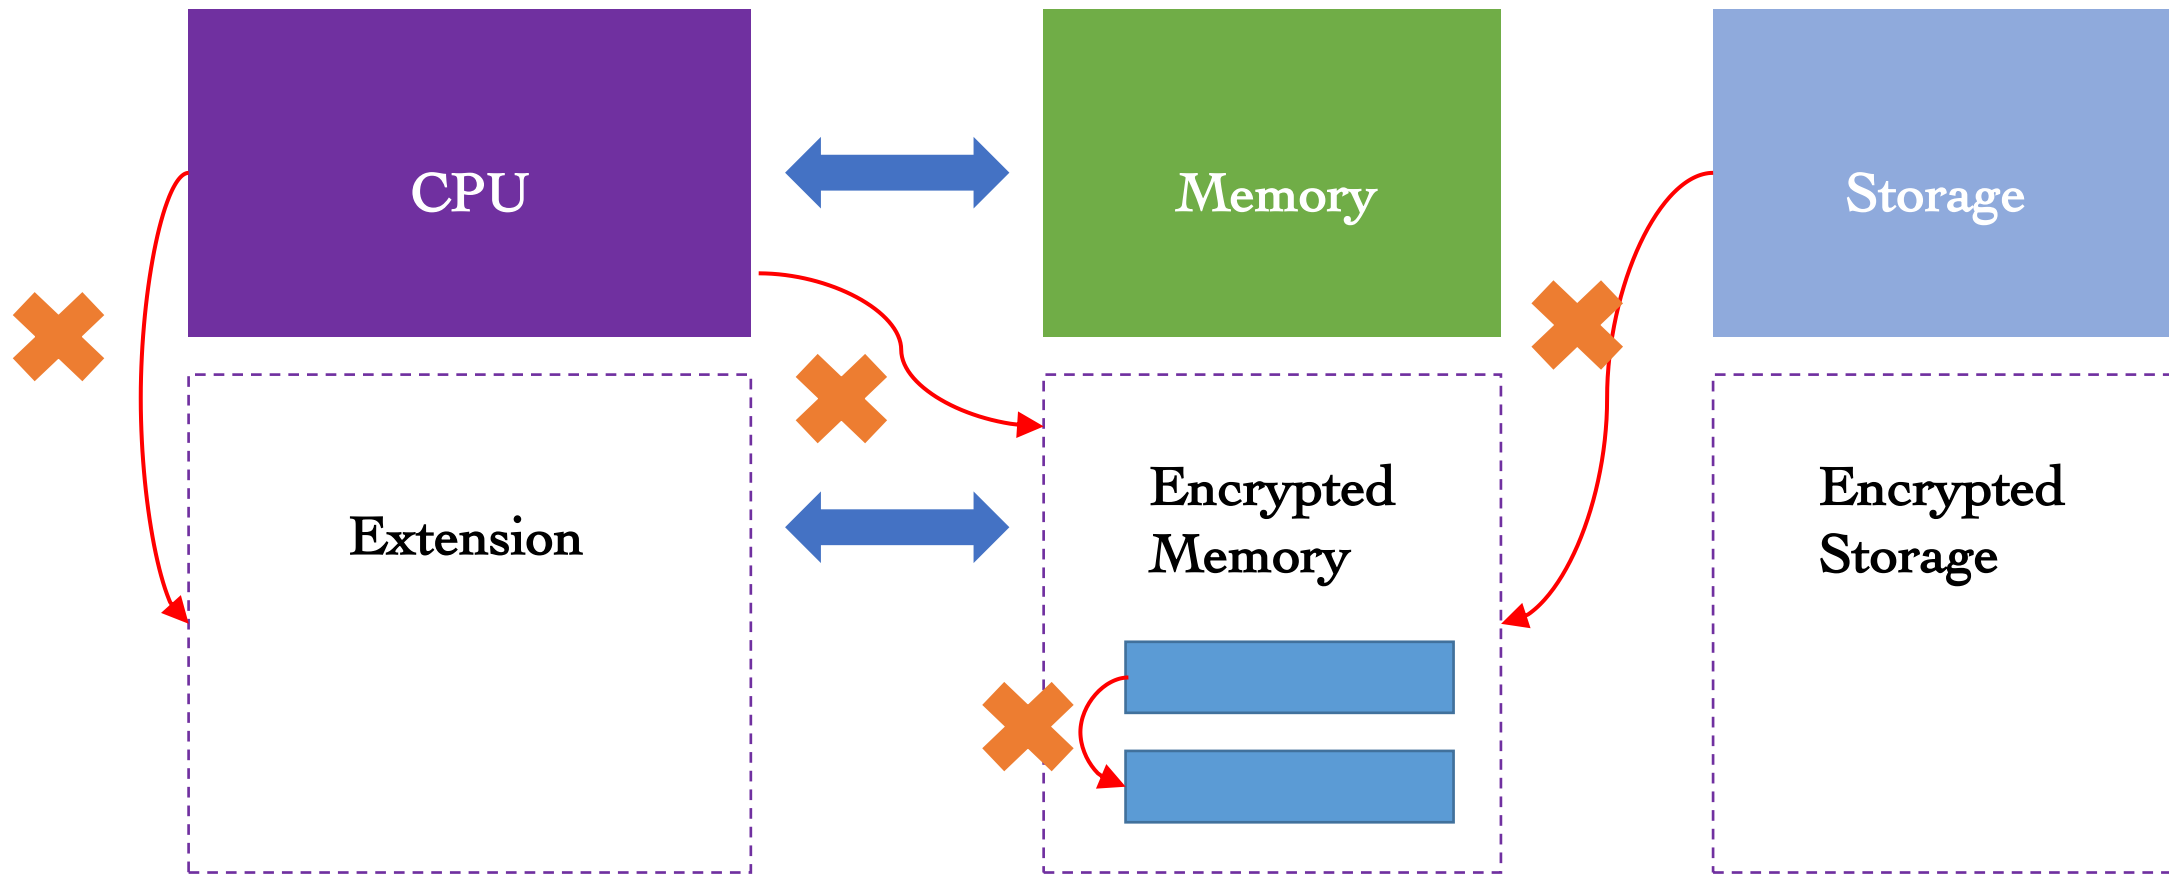 CPU
Memory
Storage
Extension
Encrypted
Memory
Encrypted
Storage